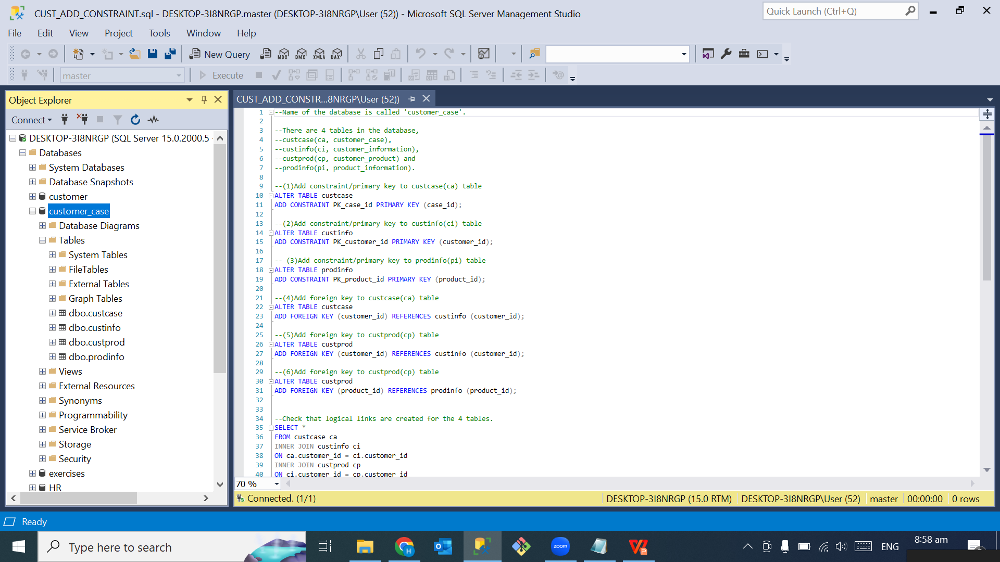 CUST_ADD_CONSTRAINT.sql - DESKTOP-3I8NRGP.master (DESKTOP-3I8NRGP\User (52)) - Microsoft SQL Server Management Studio
Quick Launch (Ctrl+Q)
File Edit View Project Tools Window Help
New Query MDX DMX XMLA DAX
master Execute
Object Explorer
Connect
DESKTOP-3I8NRGP (SQL Server 15.0.2000.5 -
Databases
System Databases
Database Snapshots
customer
customer_case
Database Diagrams
Tables
System Tables
FileTables
External Tables
Graph Tables
dbo.custcase
dbo.custinfo
dbo.custprod
dbo.prodinfo
Views
External Resources
Synonyms
Programmability
Service Broker
Storage
Security
exercises
HR
CUST_ADD_CONSTR...8NRGP\User (52))
1 --Name of the database is called 'customer_case'.
2
3 --There are 4 tables in the database,
4 --custcase(ca, customer_case),
5 --custinfo(ci, customer_information),
6 --custprod(cp, customer_product) and
7 --prodinfo(pi, product_information).
8
9 --(1)Add constraint/primary key to custcase(ca) table
10 ALTER TABLE custcase
11 ADD CONSTRAINT PK_case_id PRIMARY KEY (case_id);
12
13 --(2)Add constraint/primary key to custinfo(ci) table
14 ALTER TABLE custinfo
15 ADD CONSTRAINT PK_customer_id PRIMARY KEY (customer_id);
16
17 -- (3)Add constraint/primary key to prodinfo(pi) table
18 ALTER TABLE prodinfo
19 ADD CONSTRAINT PK_product_id PRIMARY KEY (product_id);
20
21 --(4)Add foreign key to custcase(ca) table
22 ALTER TABLE custcase
23 ADD FOREIGN KEY (customer_id) REFERENCES custinfo (customer_id);
24
25 --(5)Add foreign key to custprod(cp) table
26 ALTER TABLE custprod
27 ADD FOREIGN KEY (customer_id) REFERENCES custinfo (customer_id);
28
29 --(6)Add foreign key to custprod(cp) table
30 ALTER TABLE custprod
31 ADD FOREIGN KEY (product_id) REFERENCES prodinfo (product_id);
32
33
34 --Check that logical links are created for the 4 tables.
35 SELECT *
36 FROM custcase ca
37 INNER JOIN custinfo ci
38 ON ca.customer_id = ci.customer_id
39 INNER JOIN custprod cp
40 ON ci.customer_id = cp.customer_id
70 %
Connected. (1/1) DESKTOP-3I8NRGP (15.0 RTM) DESKTOP-3I8NRGP\User (52) master 00:00:00 0 rows
Ready
Type here to search
zoom
ENG
8:58 am